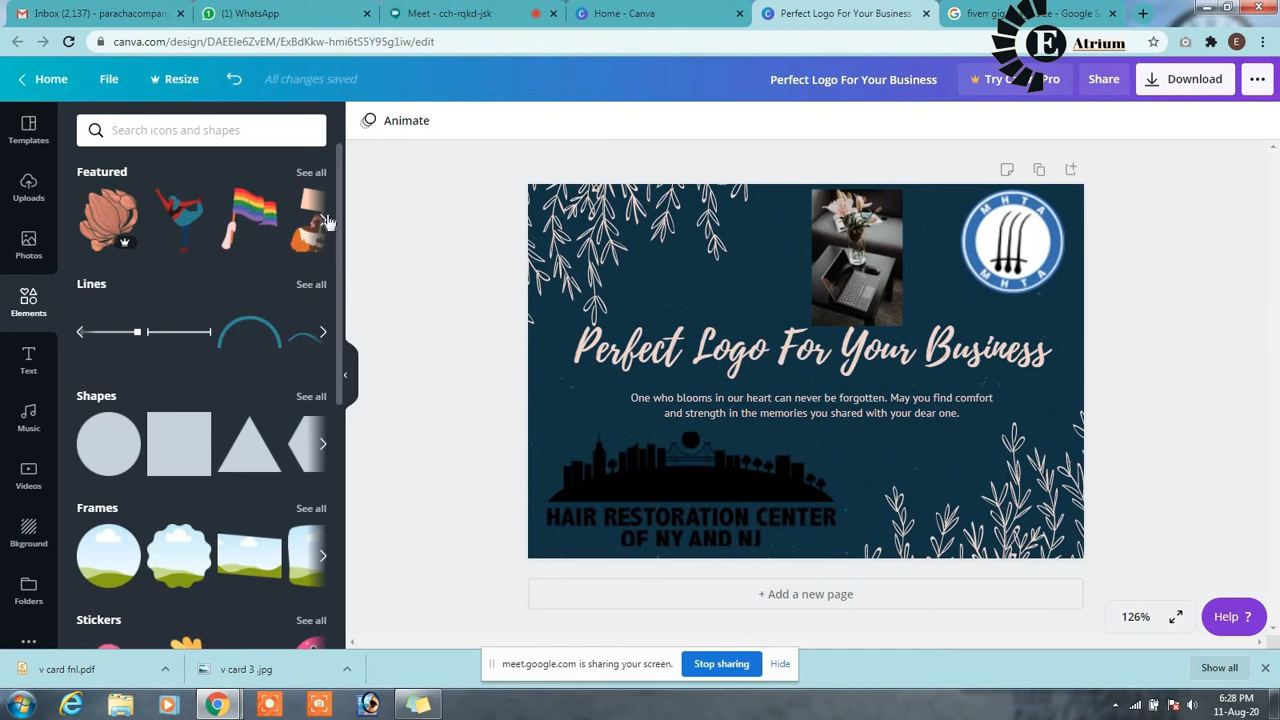 Inbox (2,137) - parachacompan
(1) WhatsApp
Meet - cch-rqkd-jsk
Home - Canva
Perfect Logo For Your Business
fiverr gig
Google S
canva.com/design/DAEEIe6ZvEM/ExBdKkw-hmi6tS5Y95g1iw/edit
E
E Atrium
Home
File
Resize
All changes saved
Perfect Logo For Your Business
Share
Download
Templates
Uploads
Photos
Elements
Text
Music
Videos
Bkground
Folders
Search icons and shapes
Featured
See all
Lines
See all
Shapes
See all
Frames
See all
Stickers
See all
Animate
MHTA
MHTA
Perfect Logo For Your Business
One who blooms in our heart can never be forgotten. May you find comfort
and strength in the memories you shared with your dear one.
HAIR RESTORATION CENTER
OF NY AND NJ
+ Add a new page
126%
Help ?
v card fnl.pdf
v card 3 .jpg
meet.google.com is sharing your screen.
Stop sharing
Hide
Show all
6:28 PM
11-Aug-20